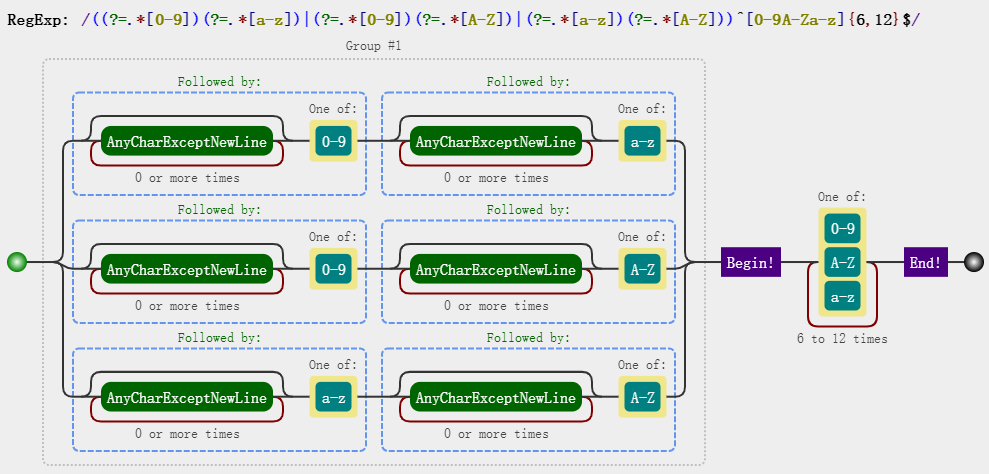 RegExp: /((?=.*[0-9])(?=.*[a-z])|(?=.*[0-9])(?=.*[A-Z])|(?=.*[a-z])(?=.*[A-Z]))^[0-9A-Za-z]{6,12}$/
Group #1
Followed by: Followed by:
One of: One of:
AnyCharExceptNewLine 0-9 AnyCharExceptNewLine a-z
0 or more times 0 or more times
Followed by: Followed by:
One of: One of:
AnyCharExceptNewLine 0-9 AnyCharExceptNewLine A-Z
0 or more times 0 or more times
Followed by: Followed by:
One of: One of:
AnyCharExceptNewLine a-z AnyCharExceptNewLine A-Z
0 or more times 0 or more times
Begin!
One of:
0-9
A-Z
a-z
6 to 12 times
End!